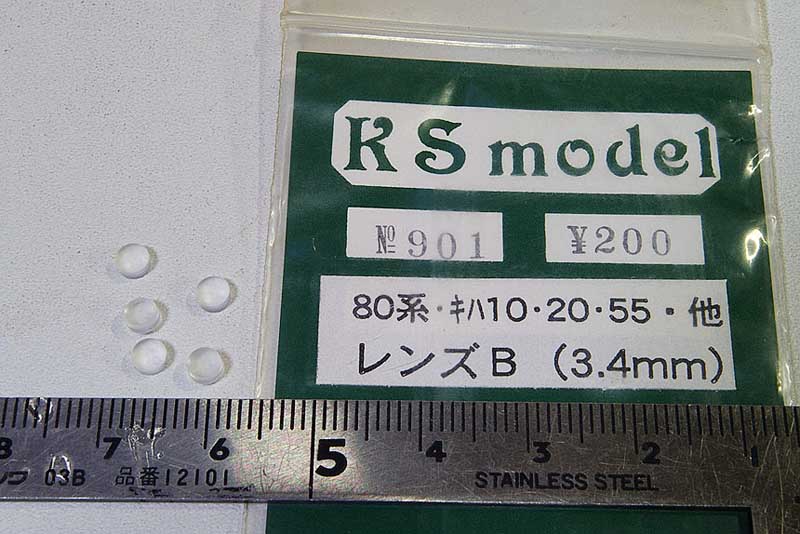 KS model
№901 ¥200
80系・キハ10・20・55・他
レンズB (3.4mm)
8 7 6 5 4 3 2 1
03B 品番12101 STAINLESS STEEL